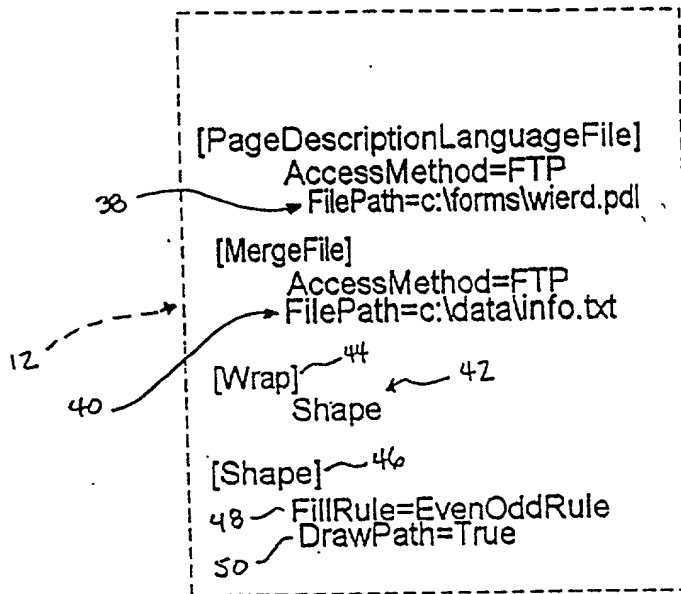 [PageDescriptionLanguageFile]
AccessMethod=FTP
38 FilePath=c:\forms\wierd.pdl
[MergeFile]
AccessMethod=FTP
FilePath=c:\data\info.txt
12
40
[Wrap] 44
42
Shape
[Shape] 46
48 FillRule=EvenOddRule
50 DrawPath=True